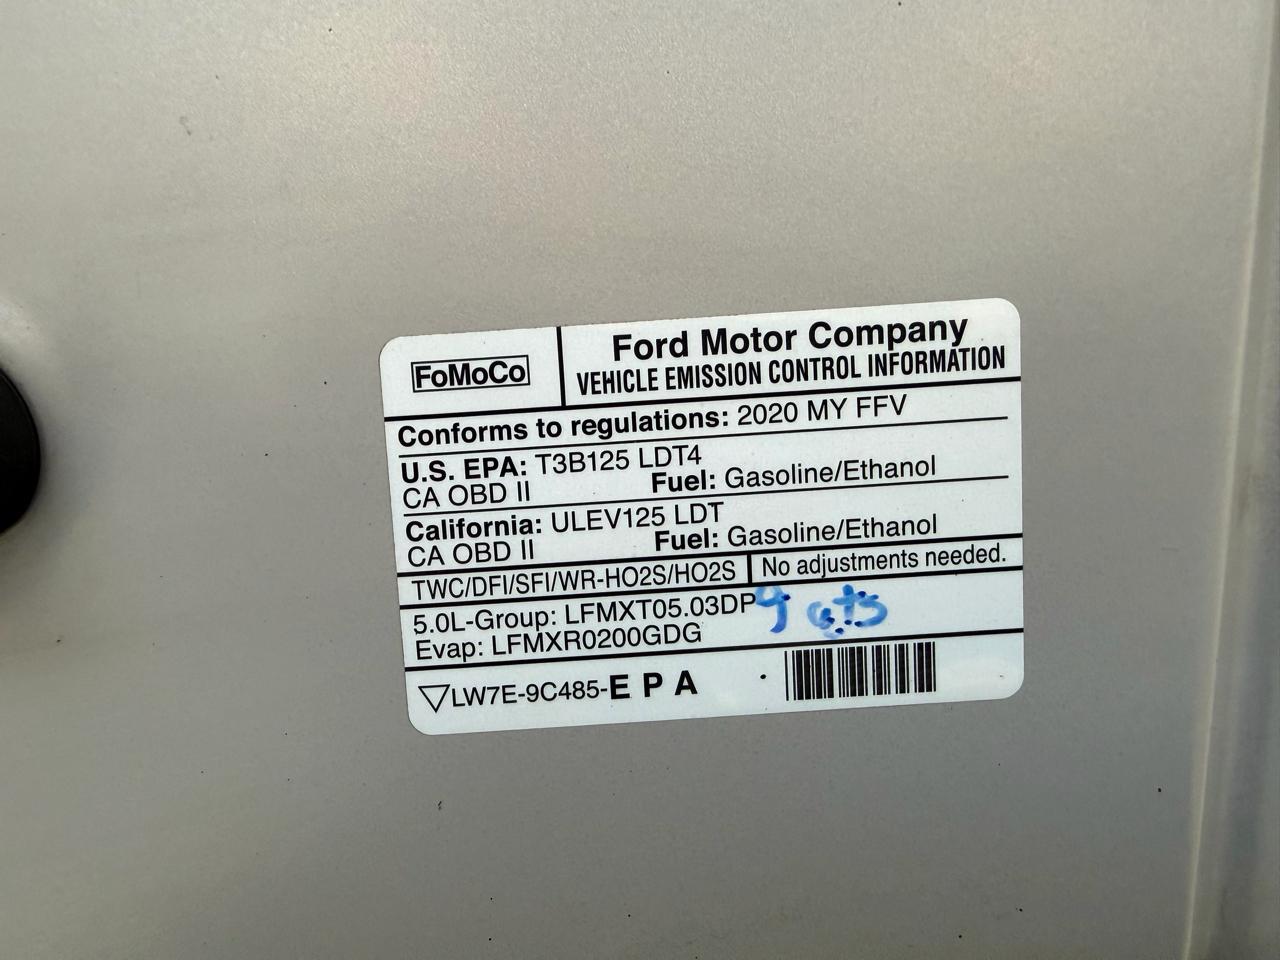 FoMoCo
Ford Motor Company
VEHICLE EMISSION CONTROL INFORMATION
Conforms to regulations: 2020 MY FFV
U.S. EPA: T3B125 LDT4
CA OBD II Fuel: Gasoline/Ethanol
California: ULEV125 LDT
CA OBD II Fuel: Gasoline/Ethanol
TWC/DFI/SFI/WR-HO2S/HO2S No adjustments needed.
5.0L-Group: LFMXT05.03DP
Evap: LFMXR0200GDG
LW7E-9C485-E P A